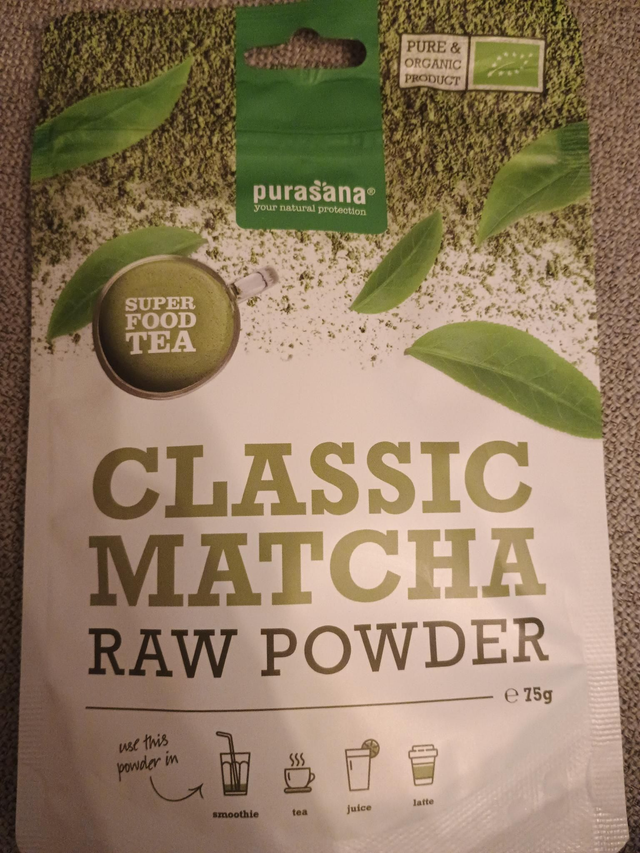 PURE &
ORGANIC
PRODUCT
purasana®
your natural protection
SUPER
FOOD
TEA
CLASSIC
MATCHA
RAW POWDER
℮ 75g
use this
powder in
smoothie
tea
juice
latte